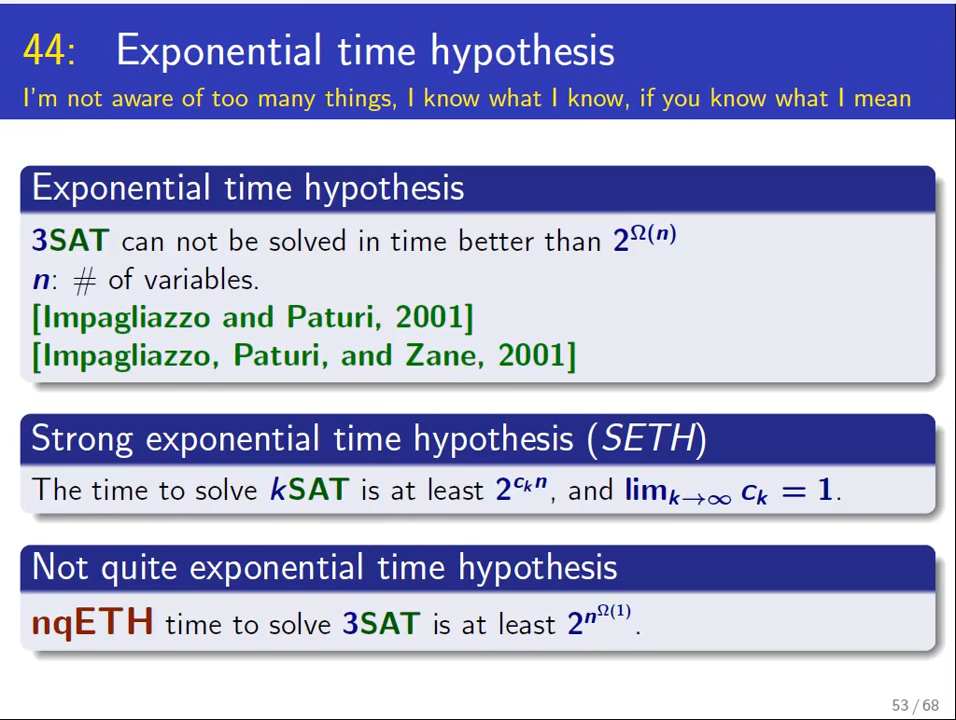 44: Exponential time hypothesis
I'm not aware of too many things, I know what I know, if you know what I mean
Exponential time hypothesis
3SAT can not be solved in time better than 2^Ω(n)
n: # of variables.
[Impagliazzo and Paturi, 2001]
[Impagliazzo, Paturi, and Zane, 2001]
Strong exponential time hypothesis (SETH)
The time to solve kSAT is at least 2^{c_k n}, and lim_{k→∞} c_k = 1.
Not quite exponential time hypothesis
nqETH time to solve 3SAT is at least 2^{n^{Ω(1)}}.
53 / 68